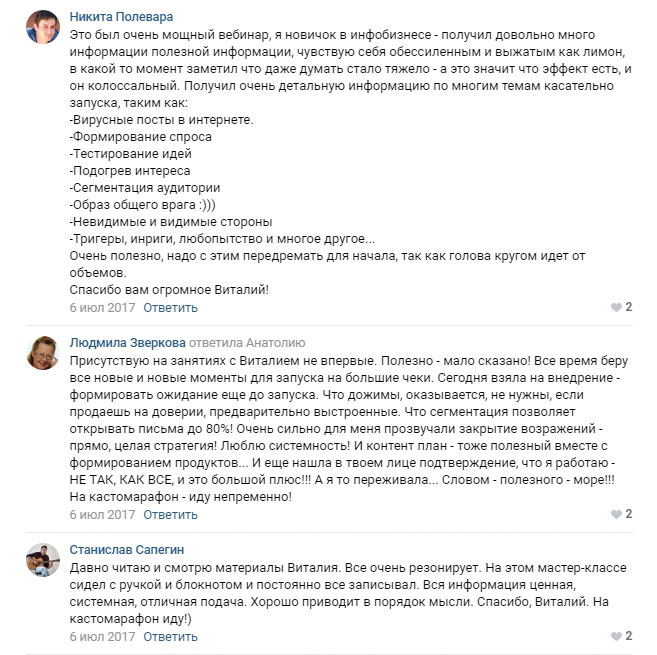 Никита Полевара
Это был очень мощный вебинар, я новичок в инфобизнесе - получил довольно много
информации полезной информации, чувствую себя обессиленным и выжатым как лимон,
в какой то момент заметил что даже думать стало тяжело - а это значит что эффект есть, и
он колоссальный. Получил очень детальную информацию по многим темам касательно
запуска, таким как:
-Вирусные посты в интернете.
-Формирование спроса
-Тестирование идей
-Подогрев интереса
-Сегментация аудитории
-Образ общего врага :)))
-Невидимые и видимые стороны
-Тригеры, инриги, любопытство и многое другое...
Очень полезно, надо с этим передремать для начала, так как голова кругом идет от
объемов.
Спасибо вам огромное Виталий!
6 июл 2017 Ответить 2
Людмила Зверкова ответила Анатолию
Присутствую на занятиях с Виталием не впервые. Полезно - мало сказано! Все время беру
все новые и новые моменты для запуска на большие чеки. Сегодня взяла на внедрение -
формировать ожидание еще до запуска. Что дожимы, оказывается, не нужны, если
продаешь на доверии, предварительно выстроенные. Что сегментация позволяет
открывать письма до 80%! Очень сильно для меня прозвучали закрытие возражений -
прямо, целая стратегия! Люблю системность! И контент план - тоже полезный вместе с
формированием продуктов... И еще нашла в твоем лице подтверждение, что я работаю -
НЕ ТАК, КАК ВСЕ, и это большой плюс!!! А я то переживала... Словом - полезного - море!!!
На кастомарафон - иду непременно!
6 июл 2017 Ответить 2
Станислав Сапегин
Давно читаю и смотрю материалы Виталия. Все очень резонирует. На этом мастер-классе
сидел с ручкой и блокнотом и постоянно все записывал. Вся информация ценная,
системная, отличная подача. Хорошо приводит в порядок мысли. Спасибо, Виталий. На
кастомарафон иду!)
6 июл 2017 Ответить 2